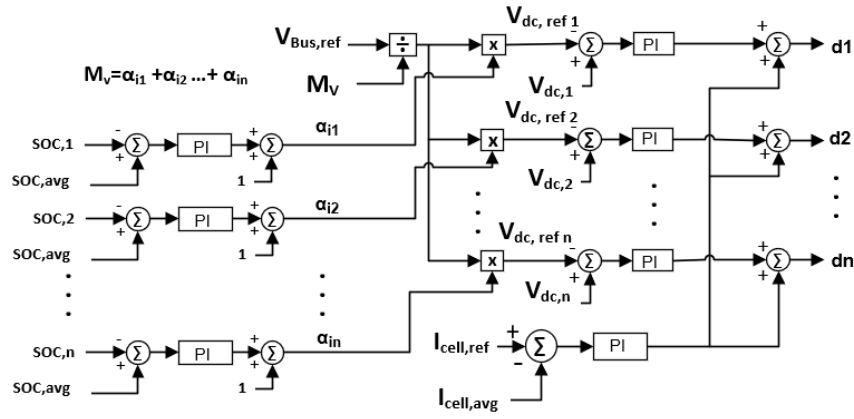 V_Bus,ref ÷ x V_dc, ref 1 - + Σ PI + + Σ d1
M_v=α_i1 +α_i2 ...+ α_in
M_V V_dc,1
SOC,1 - + Σ PI + + Σ α_i1
SOC,avg 1
x V_dc, ref 2 - + Σ PI + + Σ d2
V_dc,2
SOC,2 - + Σ PI + + Σ α_i2
SOC,avg 1
x V_dc, ref n - + Σ PI + + Σ dn
V_dc,n
SOC,n - + Σ PI + + Σ α_in
SOC,avg 1
I_cell,ref + - Σ PI
I_cell,avg